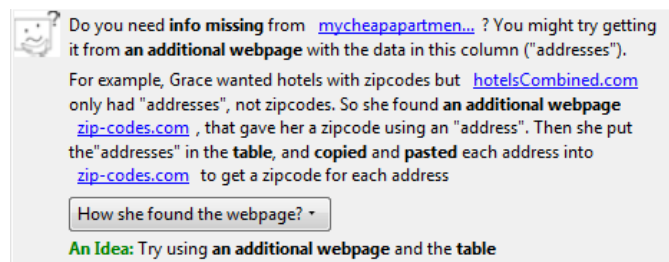 Do you need info missing from mycheapapartmen... ? You might try getting
it from an additional webpage with the data in this column ("addresses").
For example, Grace wanted hotels with zipcodes but hotelsCombined.com
only had "addresses", not zipcodes. So she found an additional webpage
zip-codes.com , that gave her a zipcode using an "address". Then she put
the"addresses" in the table, and copied and pasted each address into
zip-codes.com to get a zipcode for each address
How she found the webpage?
An Idea: Try using an additional webpage and the table